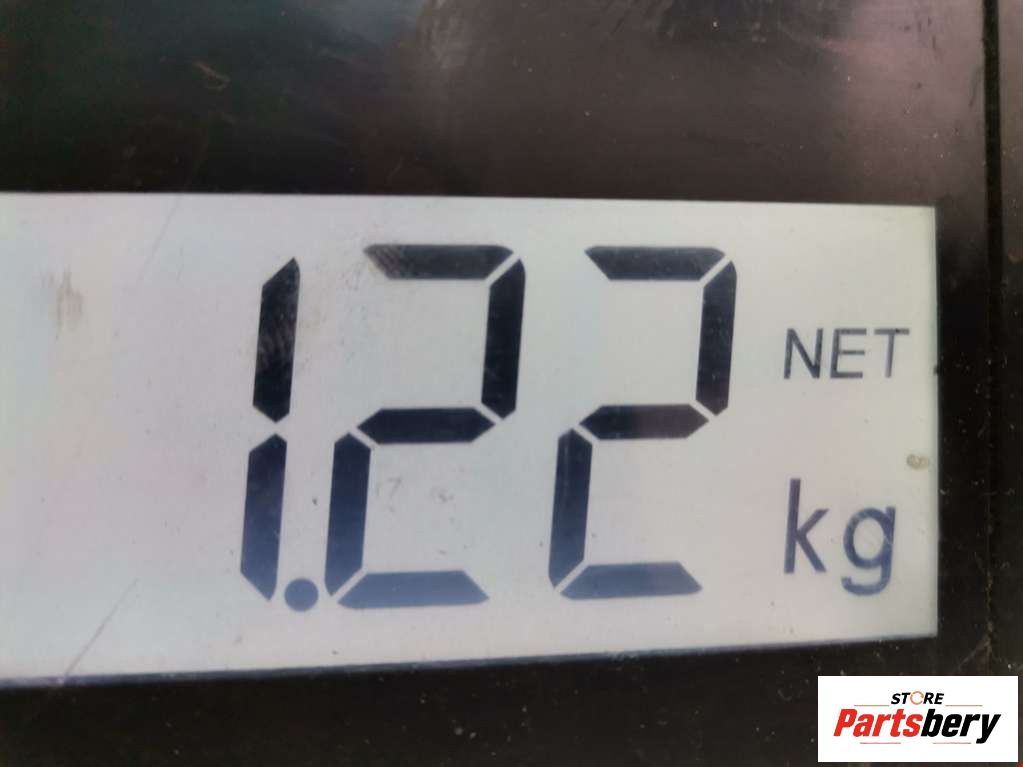 1.22 NET
kg
STORE
Partsbery